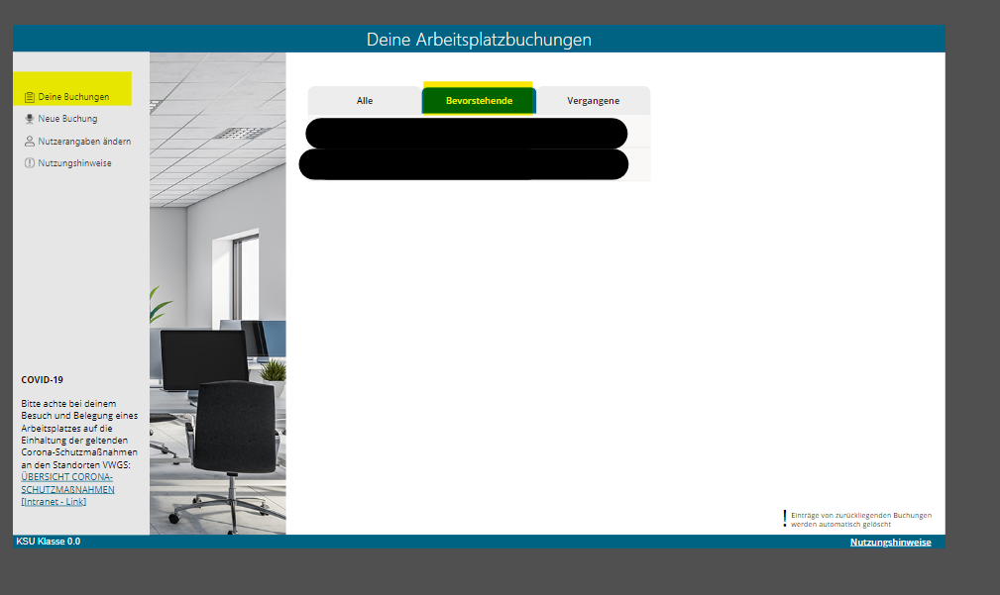 Deine Arbeitsplatzbuchungen
Deine Buchungen
Neue Buchung
Nutzerangaben ändern
Nutzungshinweise
Alle
Bevorstehende
Vergangene
COVID-19
Bitte achte bei deinem
Besuch und Belegung eines
Arbeitsplatzes auf die
Einhaltung der geltenden
Corona-Schutzmaßnahmen
an den Standorten VWGS:
ÜBERSICHT CORONA-
SCHUTZMAßNAHMEN
[Intranet - Link]
! Einträge von zurückliegenden Buchungen
werden automatisch gelöscht
KSU Klasse 0.0
Nutzungshinweise